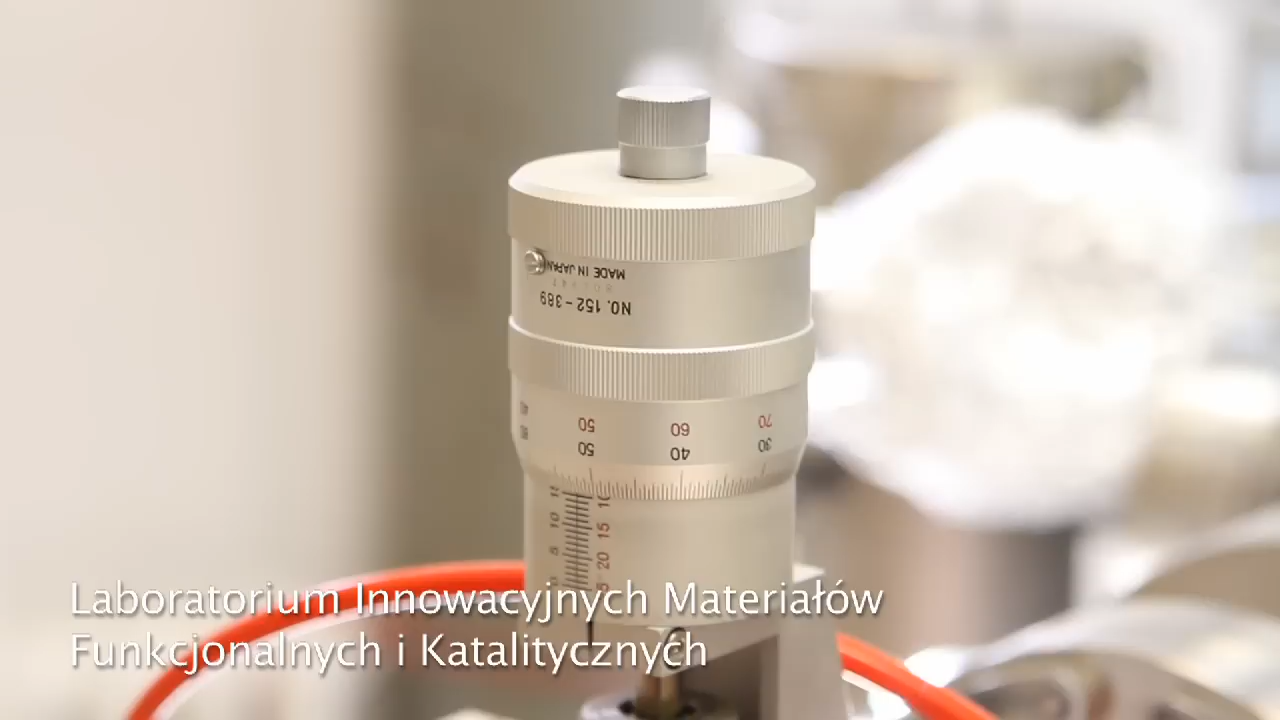 MADE IN JAPAN
NO. 152-389
50 60 70
50 40 30
10 15
5 20
Laboratorium Innowacyjnych Materiałów
Funkcjonalnych i Katalitycznych